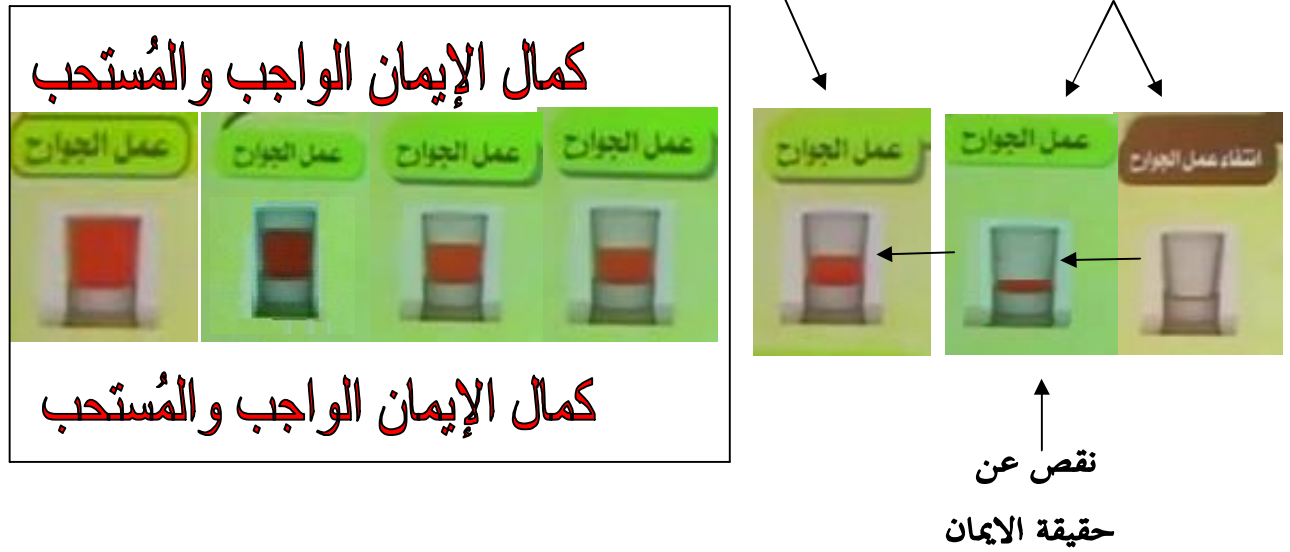 كمال الإيمان الواجب والمُستحب
انتفاء عمل الجوارح
عمل الجوارح
عمل الجوارح
عمل الجوارح
عمل الجوارح
عمل الجوارح
عمل الجوارح
كمال الإيمان الواجب والمُستحب
نقص عن
حقيقة الايمان